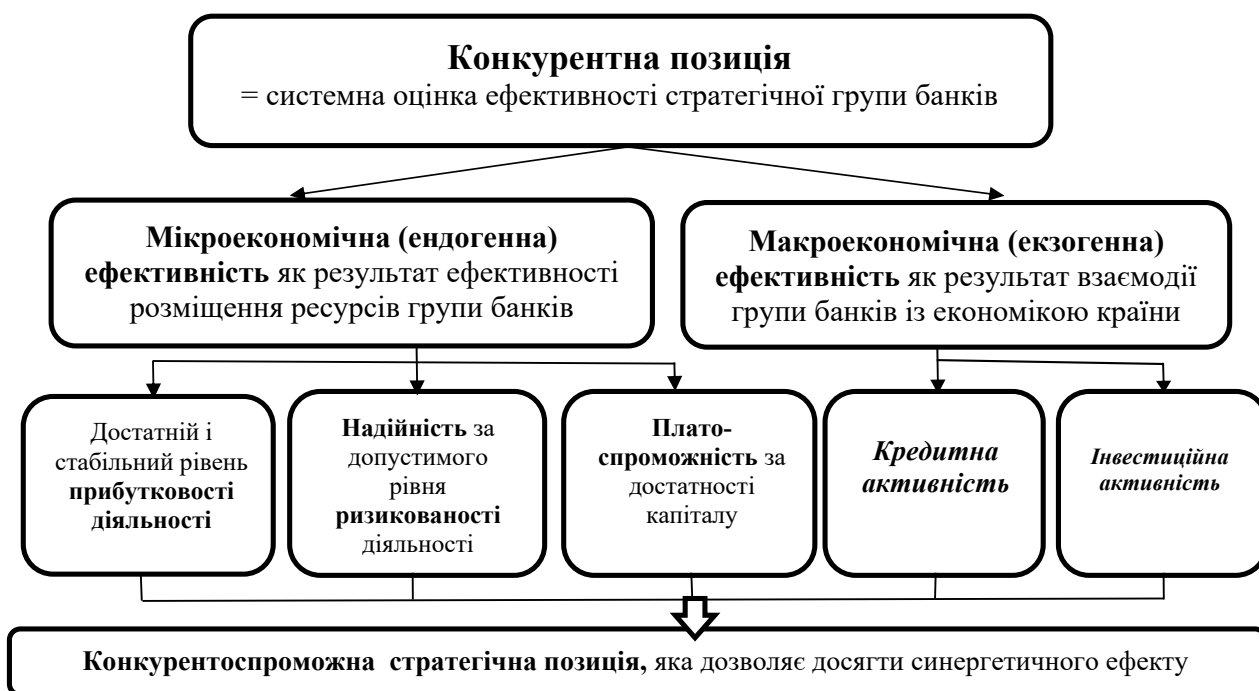 Конкурентна позиція
= системна оцінка ефективності стратегічної групи банків
Мікроекономічна (ендогенна)
ефективність як результат ефективності
розміщення ресурсів групи банків
Макроекономічна (екзогенна)
ефективність як результат взаємодії
групи банків із економікою країни
Достатній і
стабільний рівень
прибутковості
діяльності
Надійність за
допустимого
рівня
ризикованості
діяльності
Плато-
спроможність за
достатності
капіталу
Кредитна
активність
Інвестиційна
активність
Конкурентоспроможна стратегічна позиція, яка дозволяє досягти синергетичного ефекту